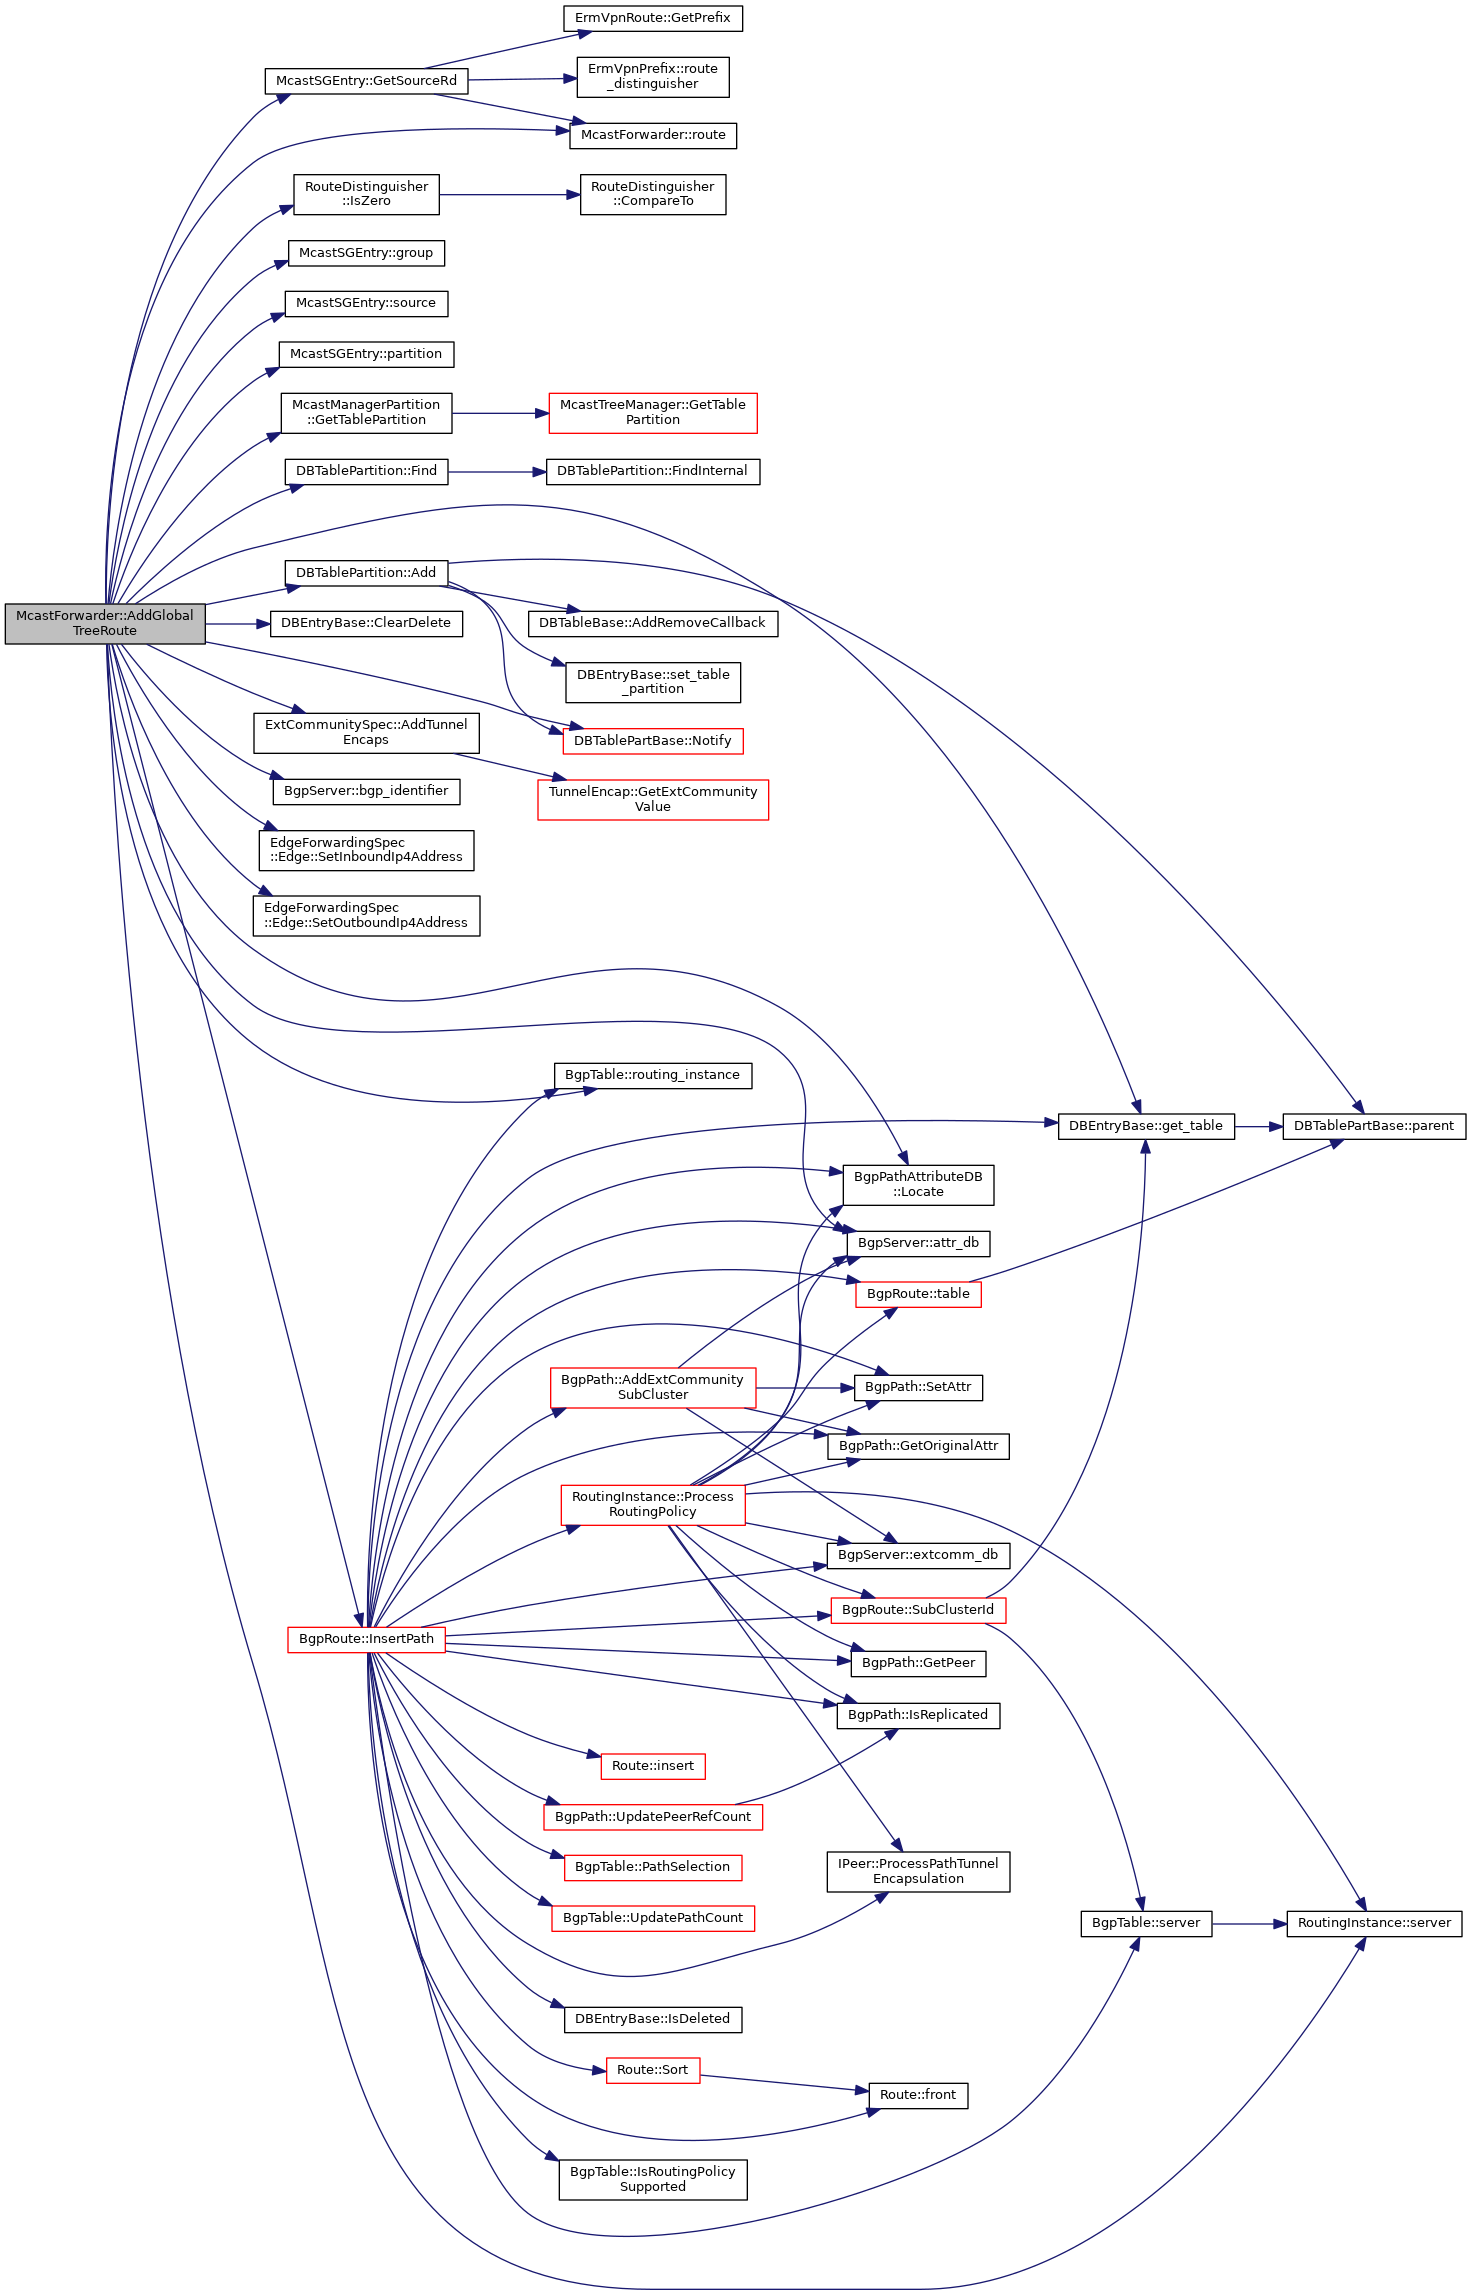 ErmVpnRoute::GetPrefix
McastSGEntry::GetSourceRd
ErmVpnPrefix::route
_distinguisher
McastForwarder::route
RouteDistinguisher
::IsZero
RouteDistinguisher
::CompareTo
McastSGEntry::group
McastSGEntry::source
McastSGEntry::partition
McastManagerPartition
::GetTablePartition
McastTreeManager::GetTable
Partition
DBTablePartition::Find
DBTablePartition::FindInternal
DBTablePartition::Add
McastForwarder::AddGlobal
TreeRoute
DBEntryBase::ClearDelete
DBTableBase::AddRemoveCallback
DBEntryBase::set_table
_partition
ExtCommunitySpec::AddTunnel
Encaps
DBTablePartBase::Notify
BgpServer::bgp_identifier
TunnelEncap::GetExtCommunity
Value
EdgeForwardingSpec
::Edge::SetInboundIp4Address
EdgeForwardingSpec
::Edge::SetOutboundIp4Address
BgpTable::routing_instance
DBEntryBase::get_table
DBTablePartBase::parent
BgpPathAttributeDB
::Locate
BgpServer::attr_db
BgpRoute::table
BgpPath::AddExtCommunity
SubCluster
BgpPath::SetAttr
BgpPath::GetOriginalAttr
RoutingInstance::Process
RoutingPolicy
BgpServer::extcomm_db
BgpRoute::SubClusterId
BgpRoute::InsertPath
BgpPath::GetPeer
BgpPath::IsReplicated
Route::insert
BgpPath::UpdatePeerRefCount
BgpTable::PathSelection
IPeer::ProcessPathTunnel
Encapsulation
BgpTable::UpdatePathCount
BgpTable::server
RoutingInstance::server
DBEntryBase::IsDeleted
Route::Sort
Route::front
BgpTable::IsRoutingPolicy
Supported